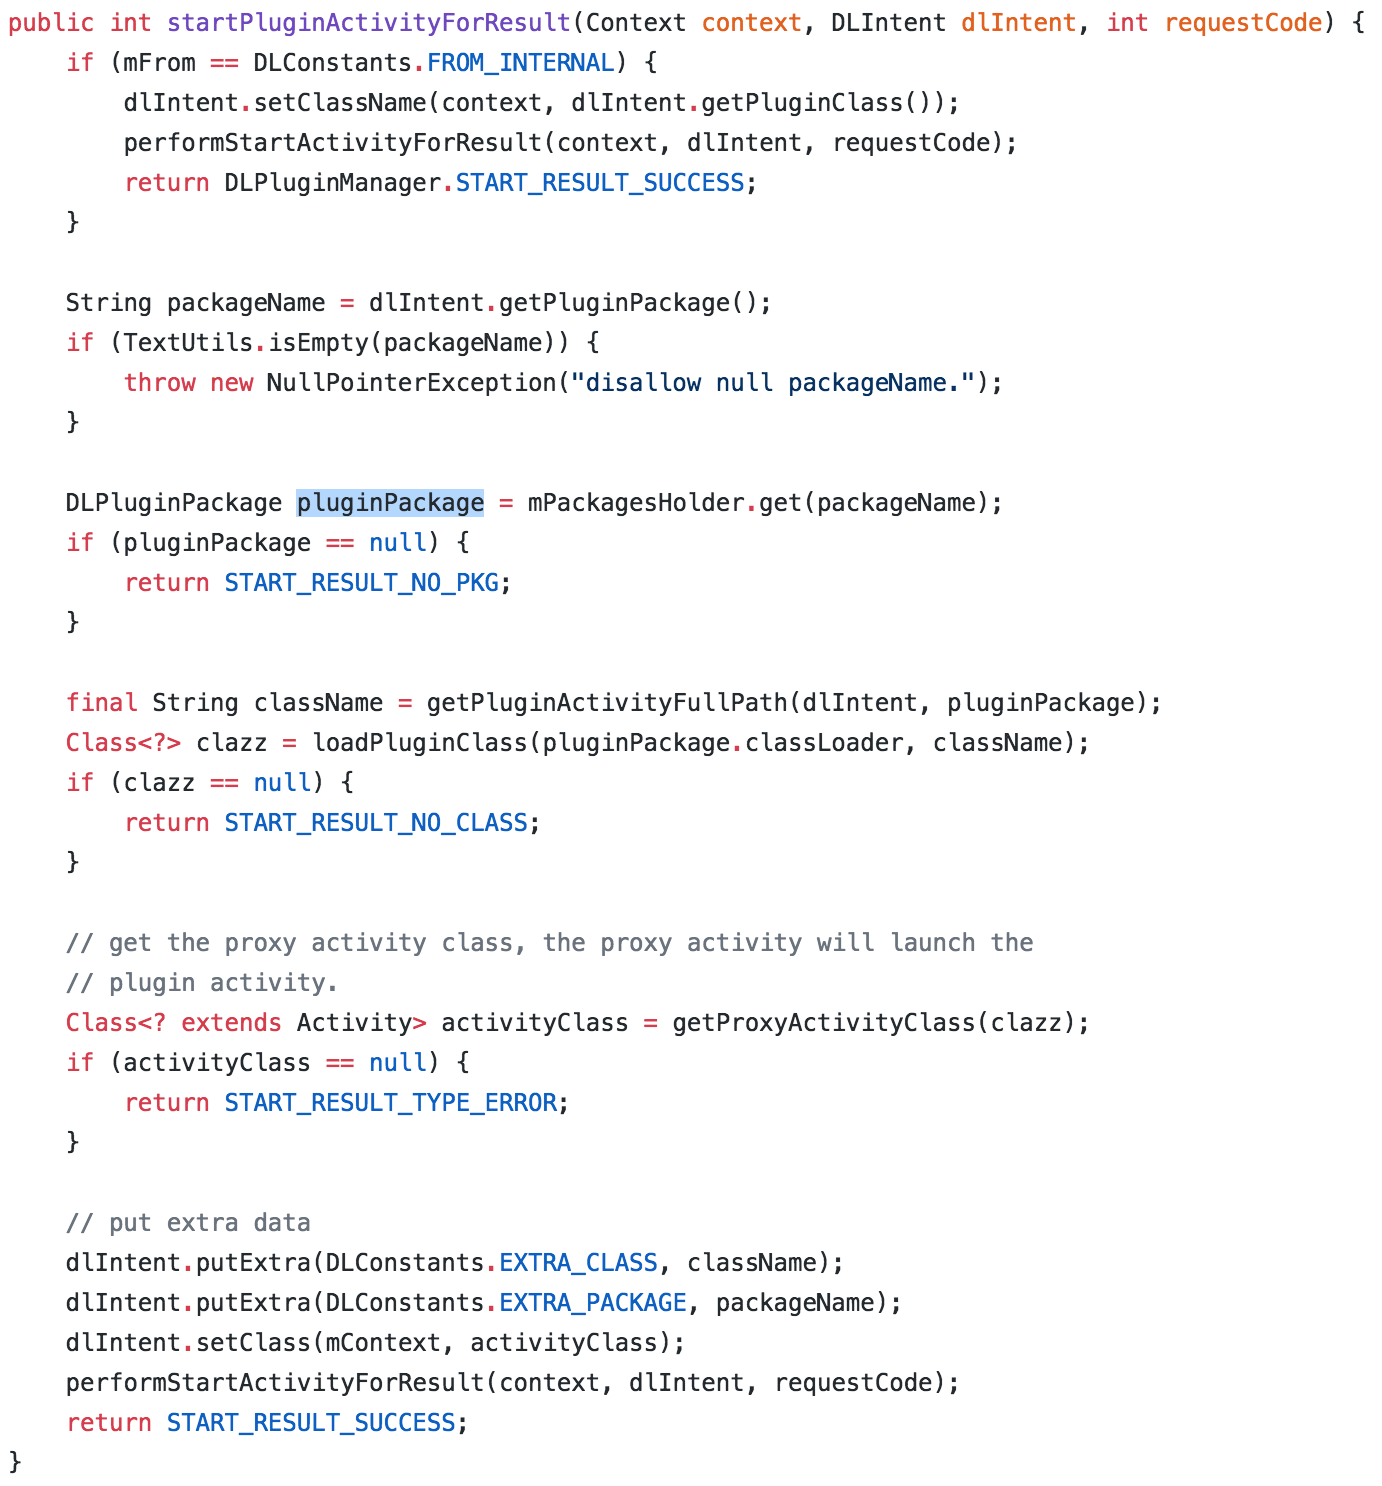 public int startPluginActivityForResult(Context context, DLIntent dlIntent, int requestCode) {
    if (mFrom == DLConstants.FROM_INTERNAL) {
        dlIntent.setClassName(context, dlIntent.getPluginClass());
        performStartActivityForResult(context, dlIntent, requestCode);
        return DLPluginManager.START_RESULT_SUCCESS;
    }

    String packageName = dlIntent.getPluginPackage();
    if (TextUtils.isEmpty(packageName)) {
        throw new NullPointerException("disallow null packageName.");
    }

    DLPluginPackage pluginPackage = mPackagesHolder.get(packageName);
    if (pluginPackage == null) {
        return START_RESULT_NO_PKG;
    }

    final String className = getPluginActivityFullPath(dlIntent, pluginPackage);
    Class<?> clazz = loadPluginClass(pluginPackage.classLoader, className);
    if (clazz == null) {
        return START_RESULT_NO_CLASS;
    }

    // get the proxy activity class, the proxy activity will launch the
    // plugin activity.
    Class<? extends Activity> activityClass = getProxyActivityClass(clazz);
    if (activityClass == null) {
        return START_RESULT_TYPE_ERROR;
    }

    // put extra data
    dlIntent.putExtra(DLConstants.EXTRA_CLASS, className);
    dlIntent.putExtra(DLConstants.EXTRA_PACKAGE, packageName);
    dlIntent.setClass(mContext, activityClass);
    performStartActivityForResult(context, dlIntent, requestCode);
    return START_RESULT_SUCCESS;
}